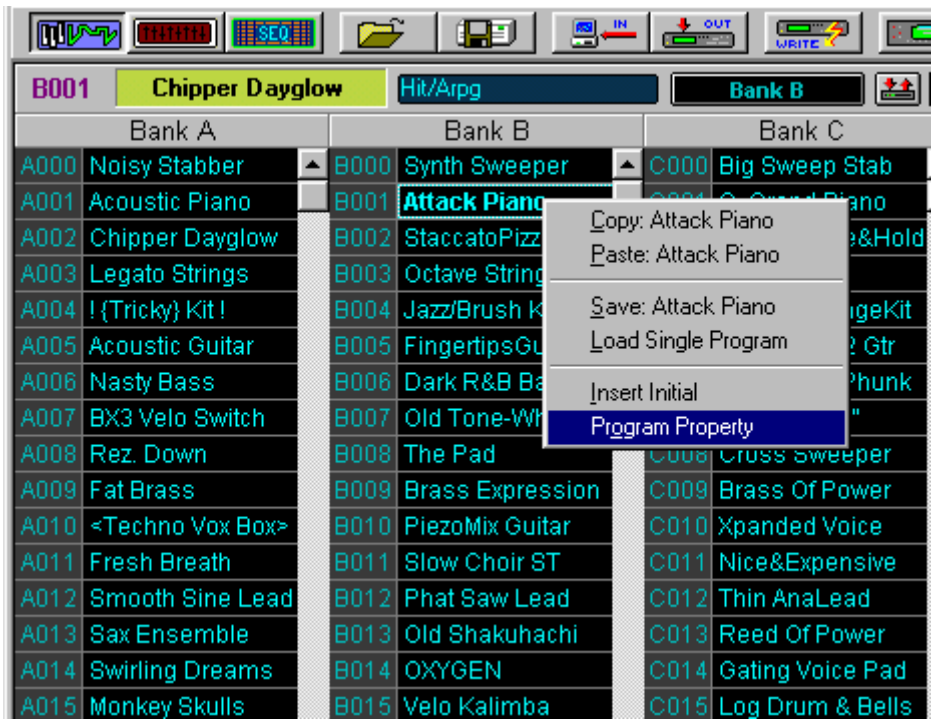 SEQ IN OUT WRITE
B001 Chipper Dayglow Hit/Arpg Bank B
Bank A Bank B Bank C
A000 Noisy Stabber B000 Synth Sweeper C000 Big Sweep Stab
A001 Acoustic Piano B001 Attack Piano Piano
A002 Chipper Dayglow B002 StaccatoPizz e&Hold
A003 Legato Strings B003 Octave String
A004 ! {Tricky} Kit ! B004 Jazz/Brush K geKit
A005 Acoustic Guitar B005 FingertipsGu Gtr
A006 Nasty Bass B006 Dark R&B Ba Phunk
A007 BX3 Velo Switch B007 Old Tone-Wh "
A008 Rez. Down B008 The Pad C008 Cross Sweeper
A009 Fat Brass B009 Brass Expression C009 Brass Of Power
A010 <Techno Vox Box> B010 PiezoMix Guitar C010 Xpanded Voice
A011 Fresh Breath B011 Slow Choir ST C011 Nice&Expensive
A012 Smooth Sine Lead B012 Phat Saw Lead C012 Thin AnaLead
A013 Sax Ensemble B013 Old Shakuhachi C013 Reed Of Power
A014 Swirling Dreams B014 OXYGEN C014 Gating Voice Pad
A015 Monkey Skulls B015 Velo Kalimba C015 Log Drum & Bells
Copy: Attack Piano
Paste: Attack Piano
Save: Attack Piano
Load Single Program
Insert Initial
Program Property